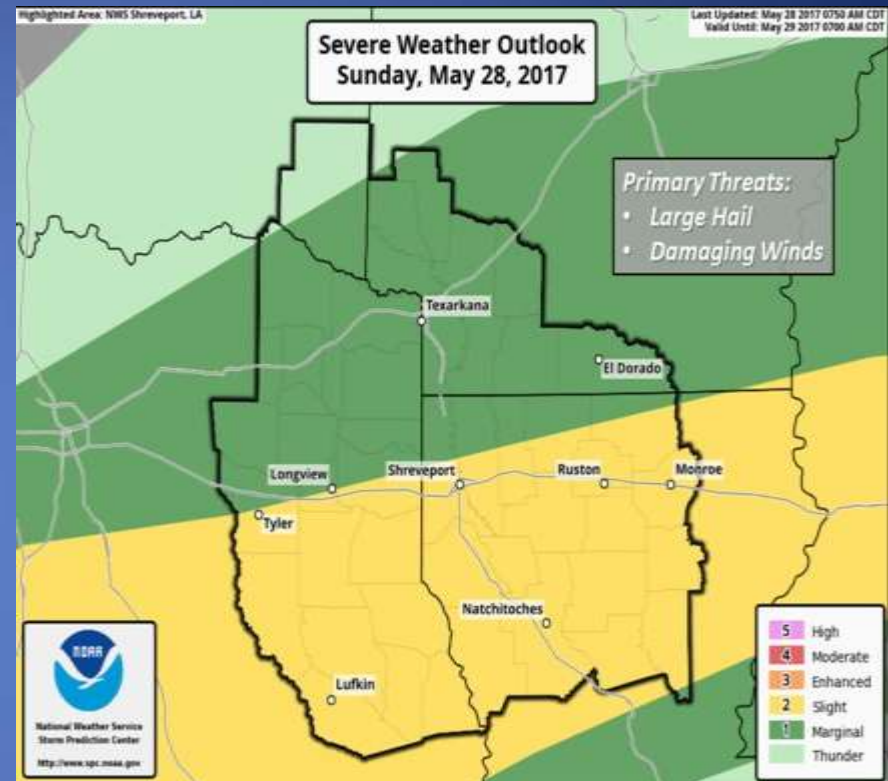 Highlighted Area: NWS Shreveport, LA
Last Updated: May 28 2017 0750 AM CDT
Valid Until: May 29 2017 0700 AM CDT
Severe Weather Outlook
Sunday, May 28, 2017
Primary Threats:
• Large Hail
• Damaging Winds
Texarkana
El Dorado
Longview
Shreveport
Ruston
Monroe
Tyler
Natchitoches
Lufkin
NOAA
National Weather Service
Storm Prediction Center
http://www.spc.noaa.gov
5 High
4 Moderate
3 Enhanced
2 Slight
1 Marginal
Thunder